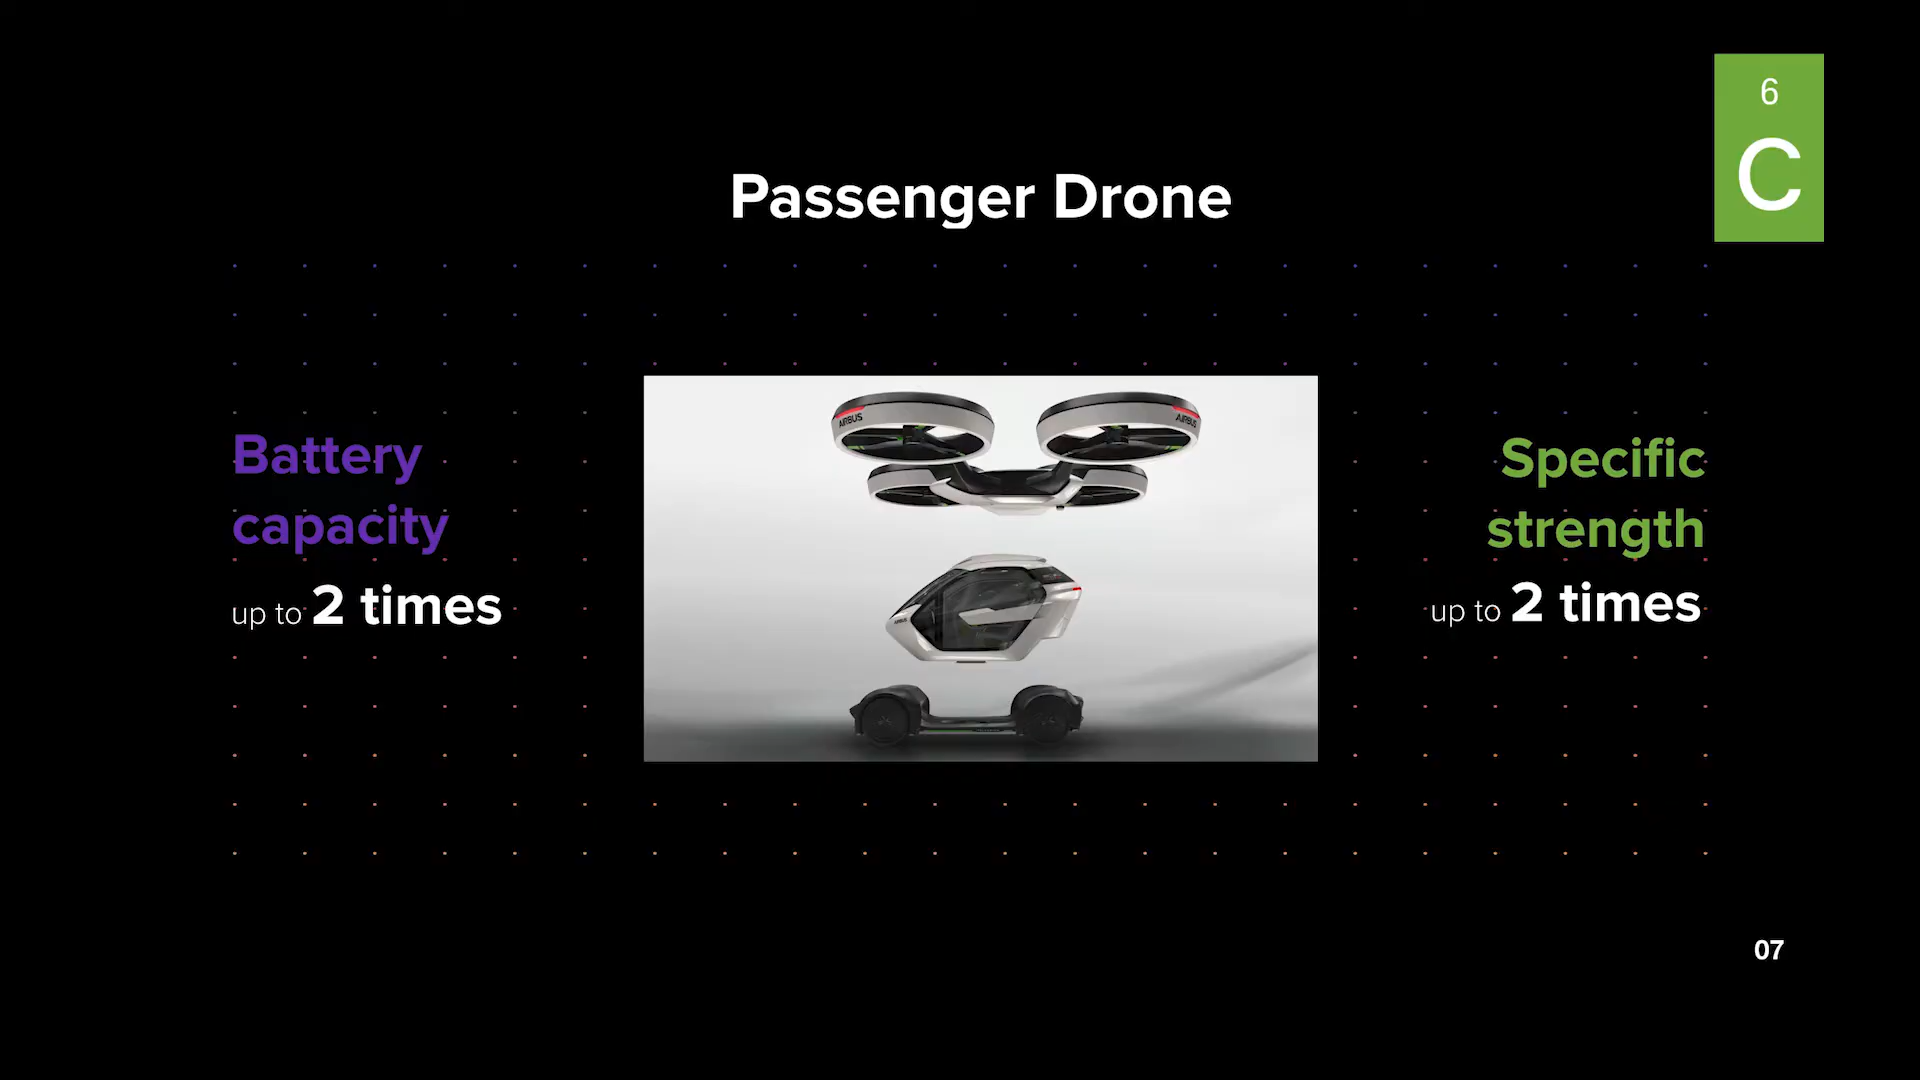 6
C
Passenger Drone
AIRBUS
AIRBUS
Battery
capacity
up to 2 times
Specific
strength
up to 2 times
AIRBUS
07